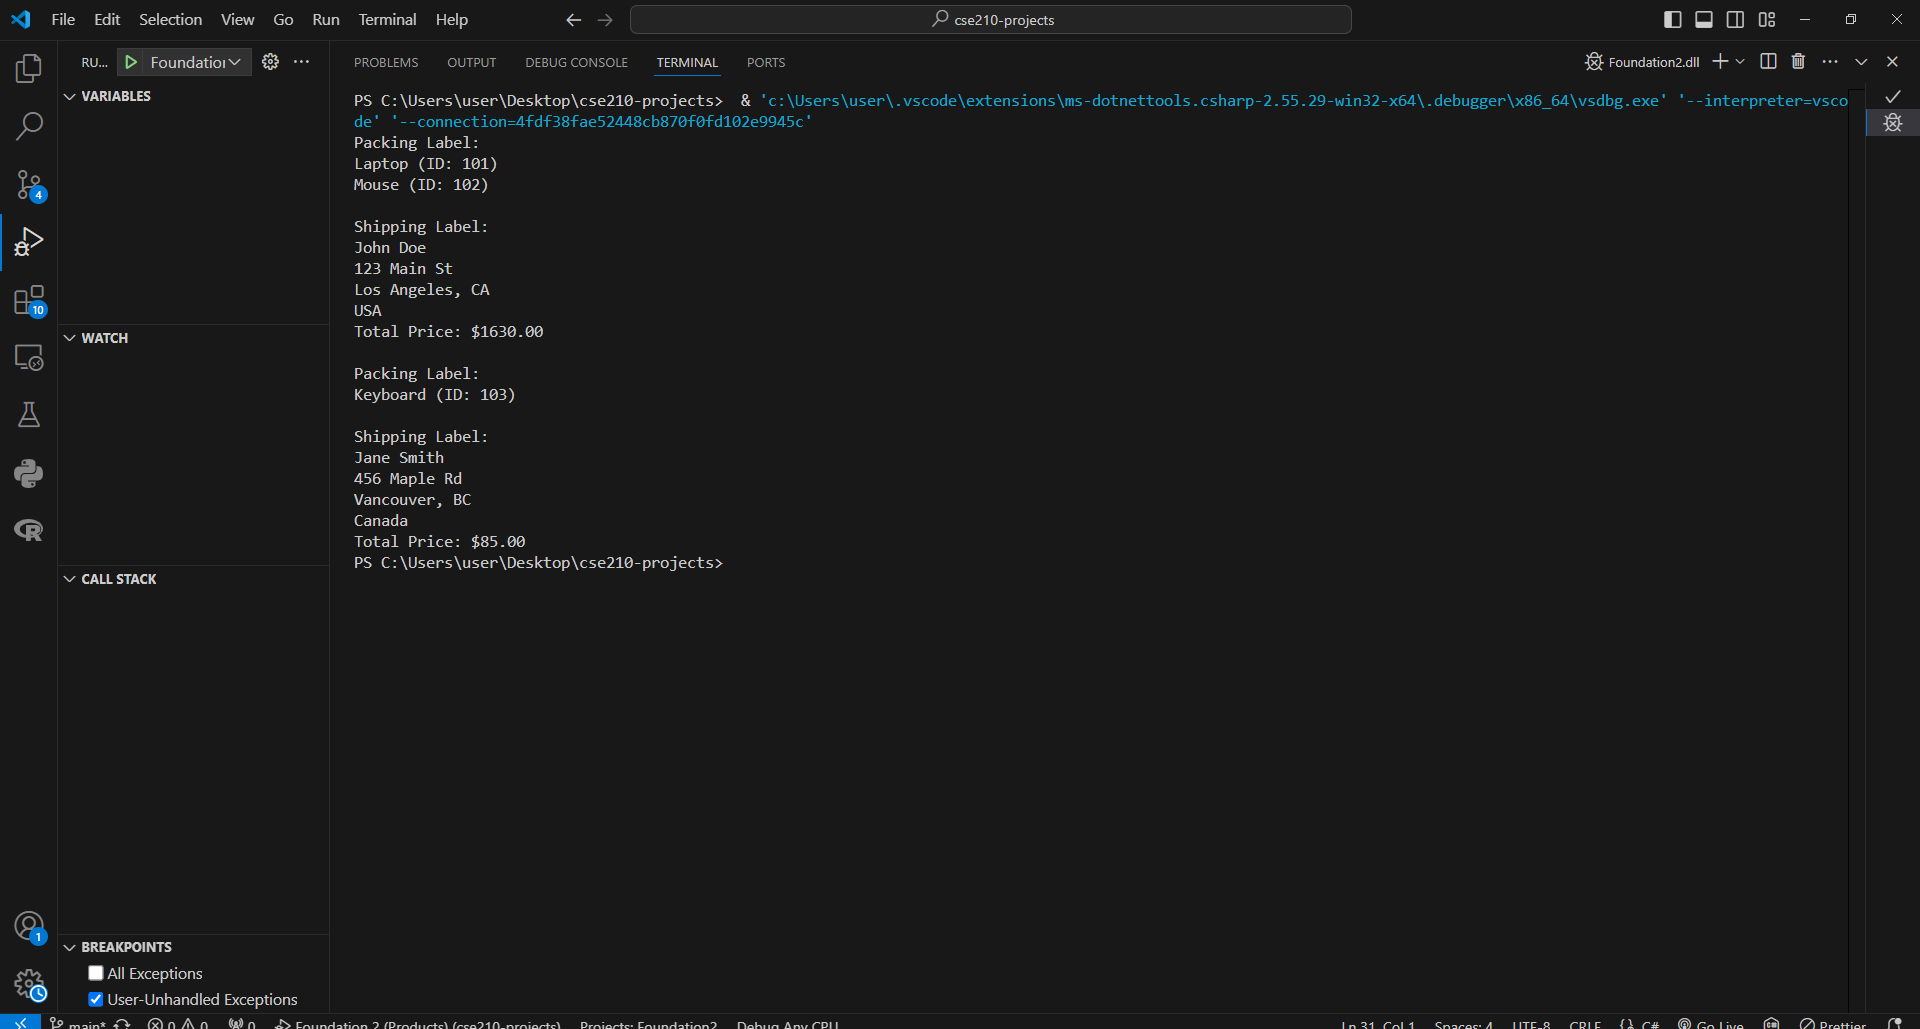 File Edit Selection View Go Run Terminal Help
cse210-projects
RU...
Foundation
PROBLEMS OUTPUT DEBUG CONSOLE TERMINAL PORTS
Foundation2.dll
VARIABLES
PS C:\Users\user\Desktop\cse210-projects>  & 'c:\Users\user\.vscode\extensions\ms-dotnettools.csharp-2.55.29-win32-x64\.debugger\x86_64\vsdbg.exe' '--interpreter=vsco
de' '--connection=4fdf38fae52448cb870f0fd102e9945c'
Packing Label:
Laptop (ID: 101)
Mouse (ID: 102)
Shipping Label:
John Doe
123 Main St
Los Angeles, CA
USA
Total Price: $1630.00
Packing Label:
Keyboard (ID: 103)
Shipping Label:
Jane Smith
456 Maple Rd
Vancouver, BC
Canada
Total Price: $85.00
PS C:\Users\user\Desktop\cse210-projects>
4
10
WATCH
CALL STACK
1
BREAKPOINTS
All Exceptions
User-Unhandled Exceptions
main* 0 0 0 Foundation 2 (Products) (cse210-projects) Projects: Foundation2 Debug Any CPU Ln 31, Col 1 Spaces: 4 UTF-8 CRLF {} C# Go Live Prettier